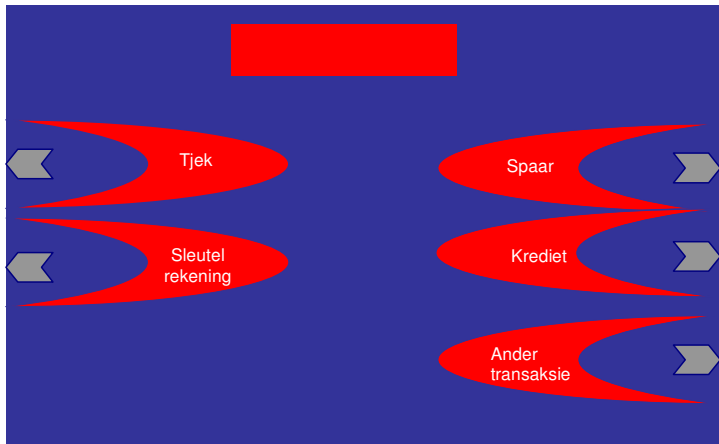 Tjek
Spaar
Sleutel
rekening
Krediet
Ander
transaksie